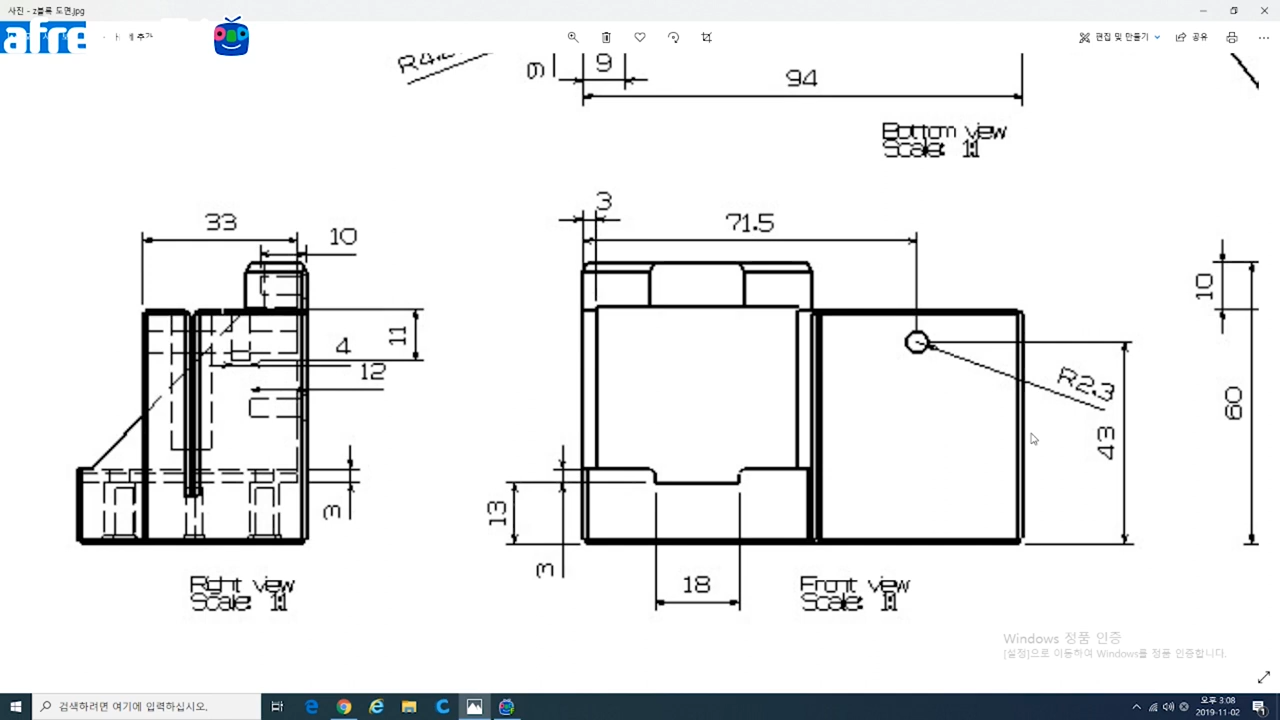 사진 - z블록 도면.jpg
afre
편집 및 만들기
공유
9
9
94
Bottom view
Scale: 1:1
33
10
3
71.5
10
11
4
12
R2.3
60
43
3
13
3
18
Right view
Scale: 1:1
Front view
Scale: 1:1
Windows 정품 인증
[설정]으로 이동하여 Windows를 정품 인증합니다.
검색하려면 여기에 입력하십시오.
오후 3:08
2019-11-02